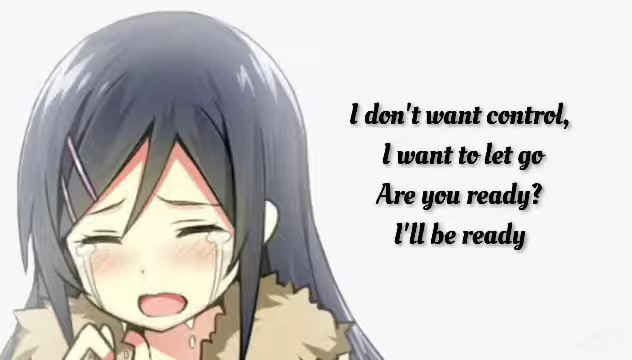 I don't want control,
I want to let go
Are you ready?
I'll be ready